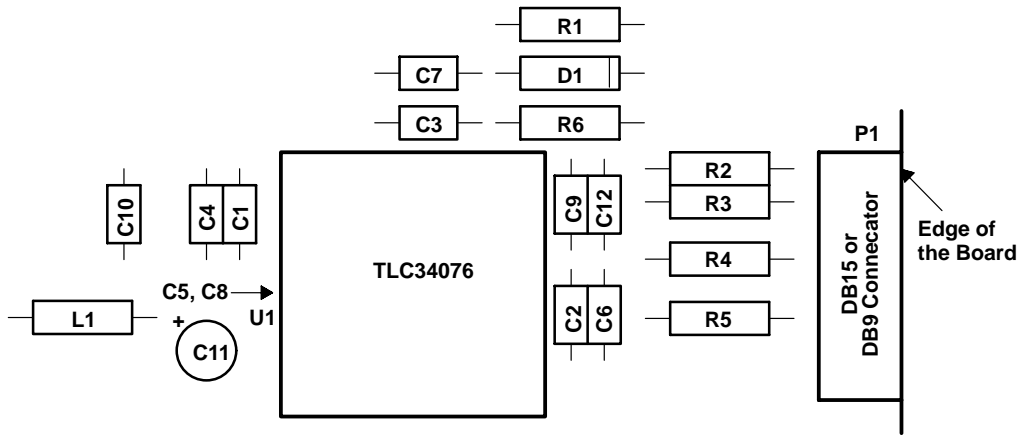 R1
C7
D1
C3
R6
P1
C10
C4
C1
C9
C12
R2
R3
TLC34076
R4
DB15 or
DB9 Connecator
Edge of
the Board
C5, C8
U1
L1
+
C11
C2
C6
R5